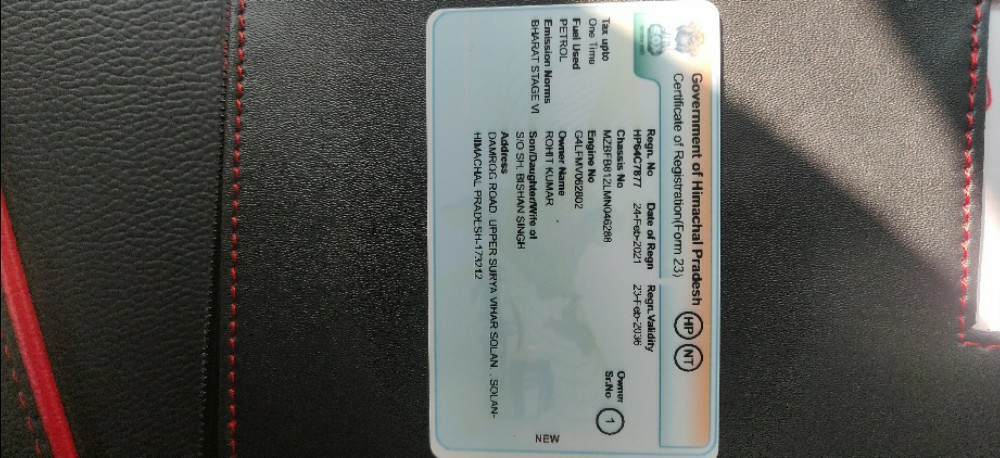 Government of Himachal Pradesh HP NT
Certificate of Registration(Form 23)
Regn. No Date of Regn Regn. Validity Owner Sr.No
HP64C7877 24-Feb-2021 23-Feb-2036 1
Chassis No
MZBFB812LMN046288
Tax upto
One Time
Engine No
G4LFMV062802
Fuel Used
PETROL
Owner Name
ROHIT KUMAR
Emission Norms
BHARAT STAGE VI
Son/Daughter/Wife of
S/O SH. BISHAN SINGH
Address
DAMROG ROAD UPPER SURYA VIHAR SOLAN. . SOLAN-
HIMACHAL PRADESH-173212
NEW